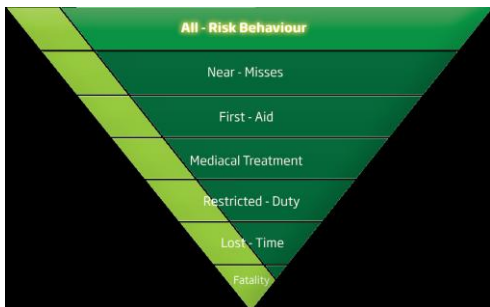 All - Risk Behaviour
Near - Misses
First - Aid
Mediacal Treatment
Restricted - Duty
Lost - Time
Fatality